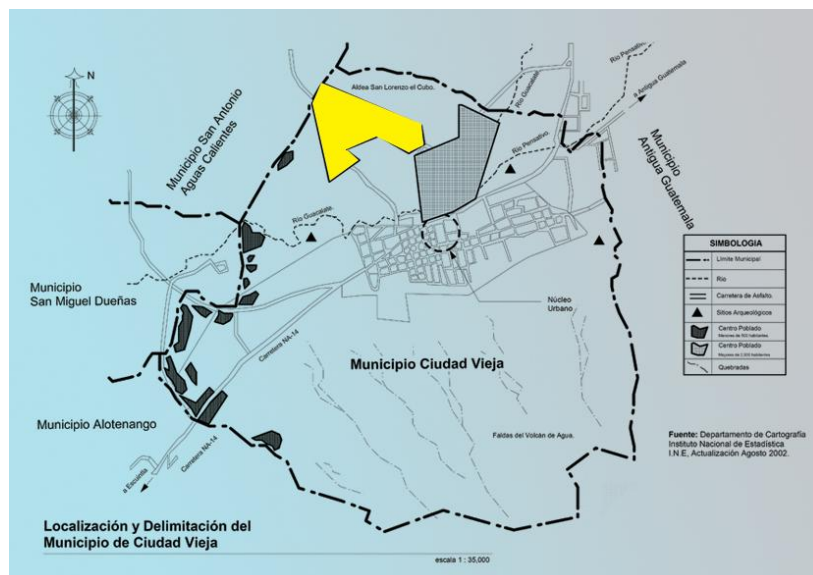 N
Aldea San Lorenzo el Cubo.
Río Pensativo
Río Guacalate.
Río Pensativo.
a Antigua Guatemala
Río Pensativo.
Municipio San Antonio
Aguas Calientes
Municipio
Antigua Guatemala
Río Guacalate.
SIMBOLOGIA
Límite Municipal
Río
Carretera de Asfalto.
Sitios Arqueológicos
Centro Poblado
Centro Poblado
Quebradas
Municipio
San Miguel Dueñas
Núcleo
Urbano
Carretera NA-14
Municipio Ciudad Vieja
Municipio Alotenango
Faldas del Volcán de Agua.
Carretera NA-14
a Escuintla
Fuente: Departamento de Cartografía
Instituto Nacional de Estadística
I.N.E, Actualización Agosto 2002.
Localización y Delimitación del
Municipio de Ciudad Vieja
escala 1 : 35,000